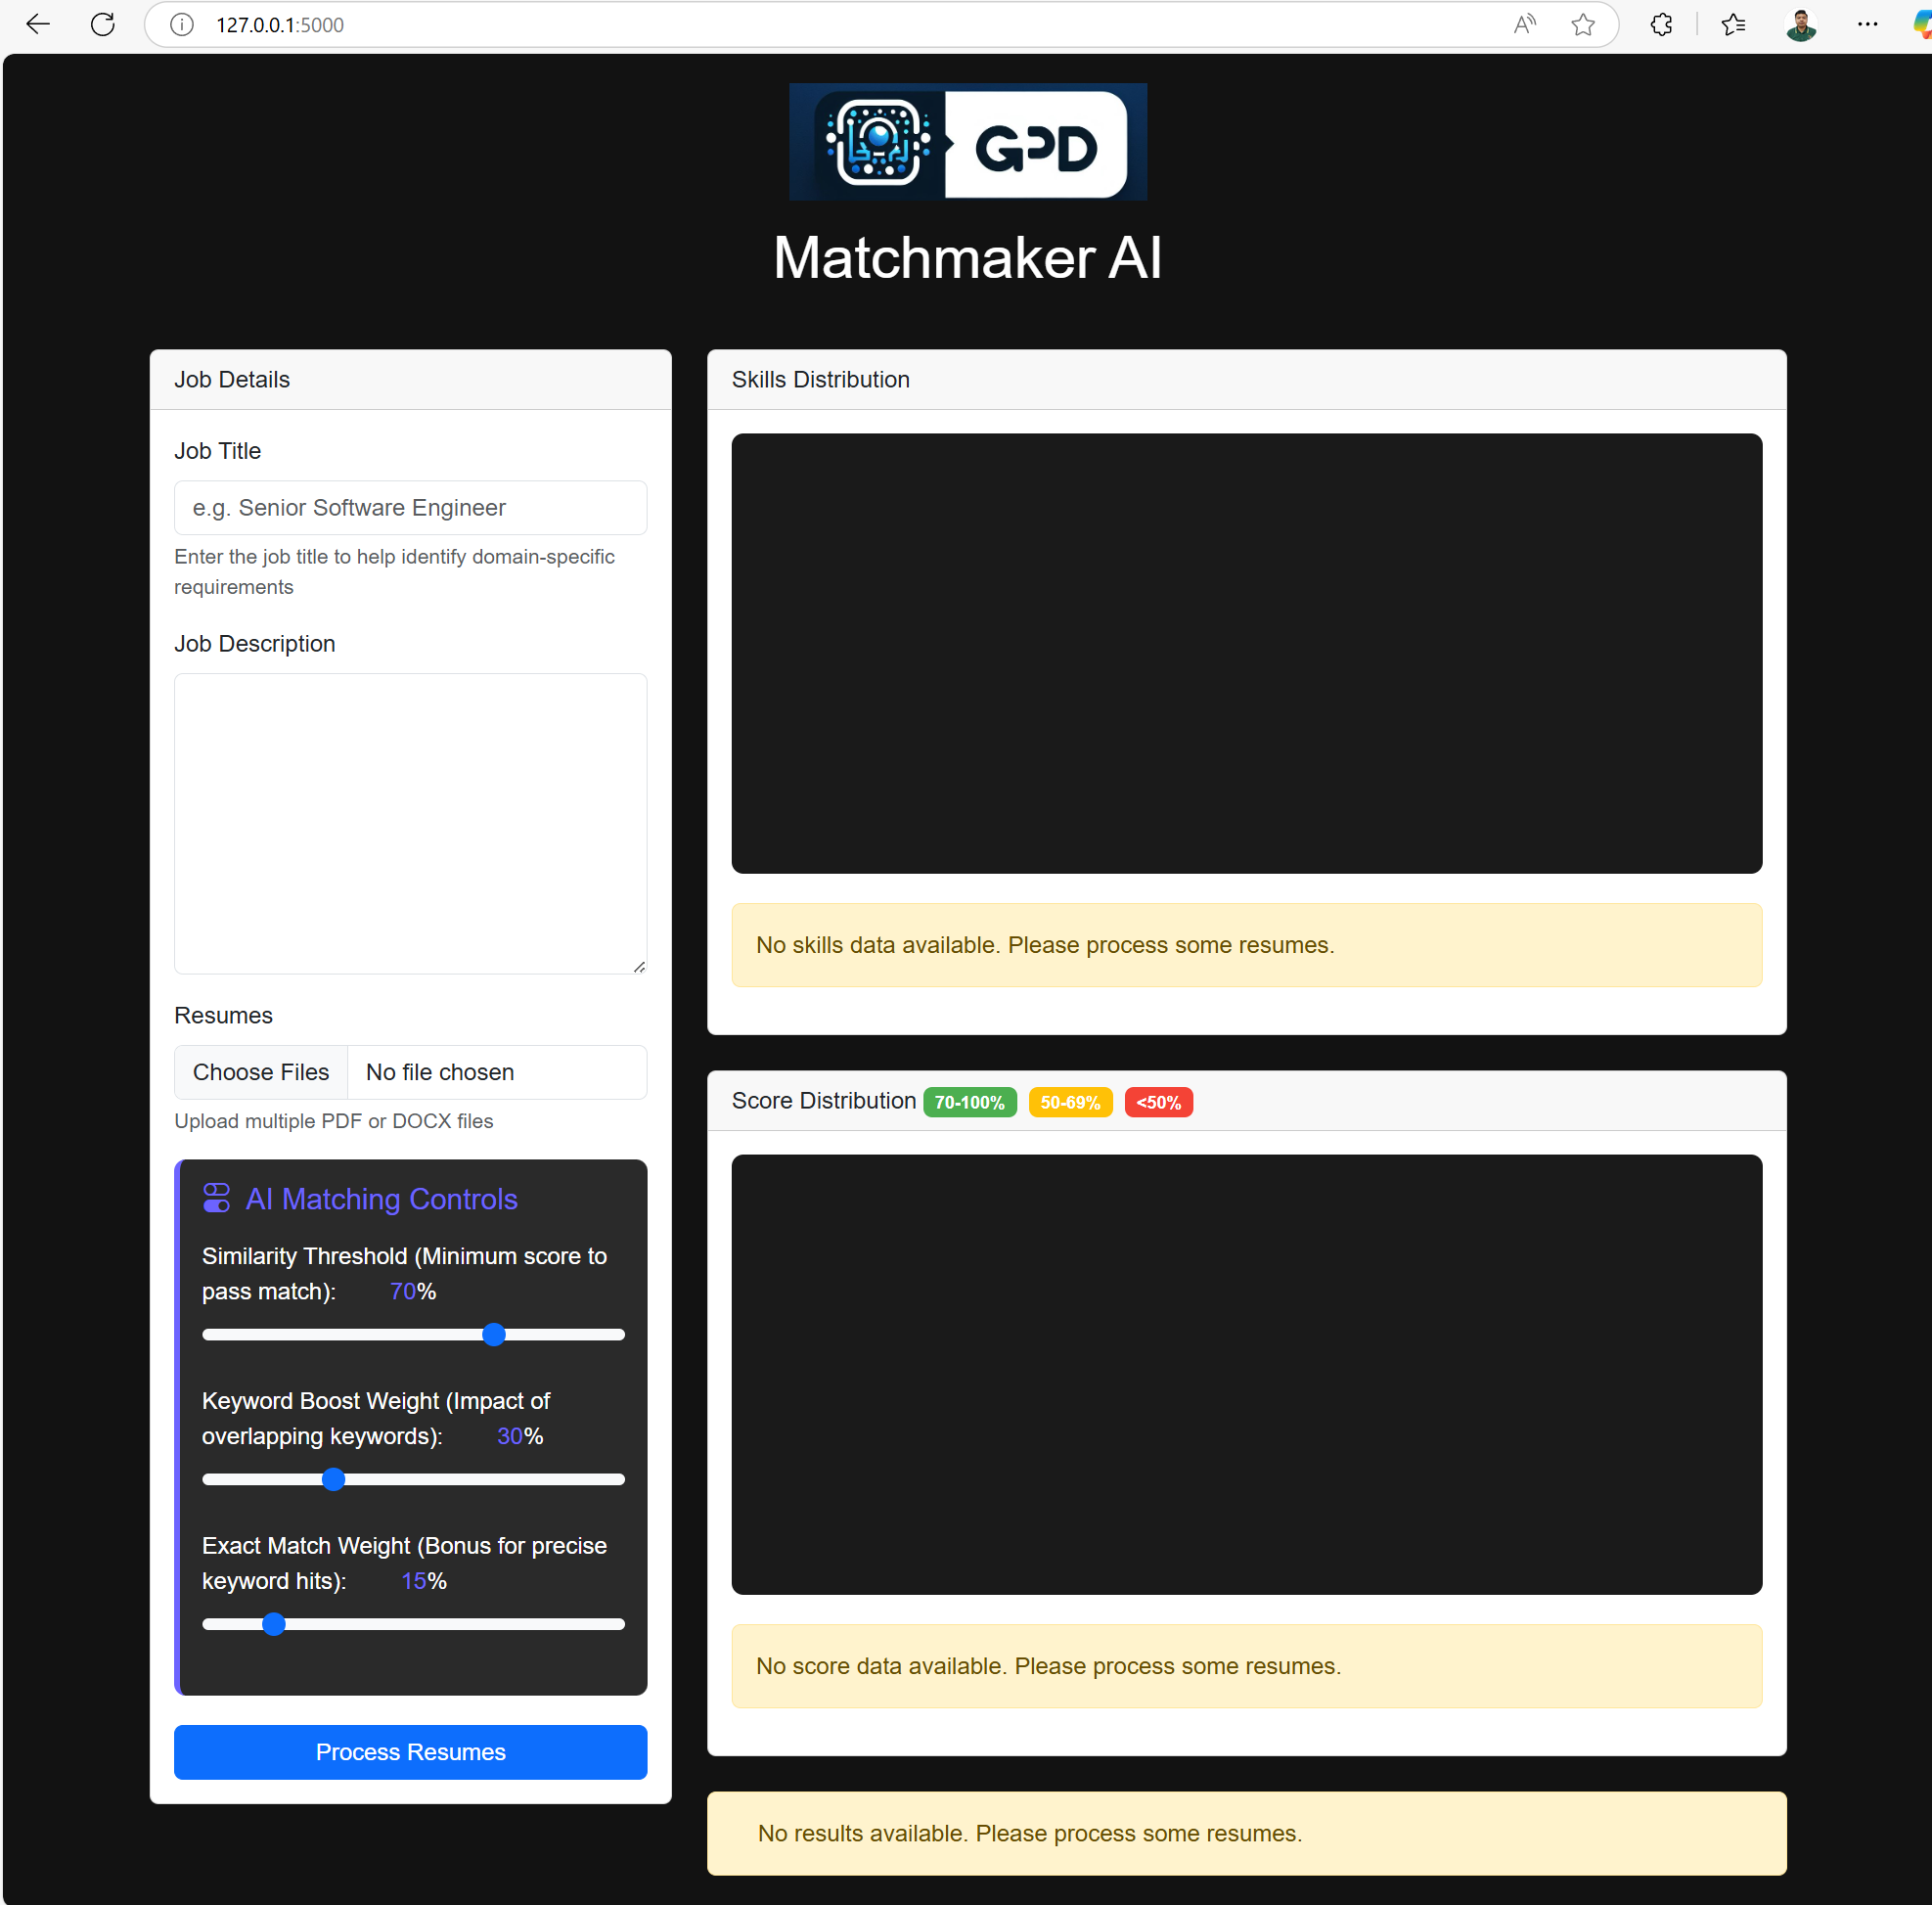 127.0.0.1:5000
GPD
Matchmaker AI
Job Details
Job Title
e.g. Senior Software Engineer
Enter the job title to help identify domain-specific
requirements
Job Description
Resumes
Choose Files No file chosen
Upload multiple PDF or DOCX files
AI Matching Controls
Similarity Threshold (Minimum score to
pass match): 70%
Keyword Boost Weight (Impact of
overlapping keywords): 30%
Exact Match Weight (Bonus for precise
keyword hits): 15%
Process Resumes
Skills Distribution
No skills data available. Please process some resumes.
Score Distribution 70-100% 50-69% <50%
No score data available. Please process some resumes.
No results available. Please process some resumes.